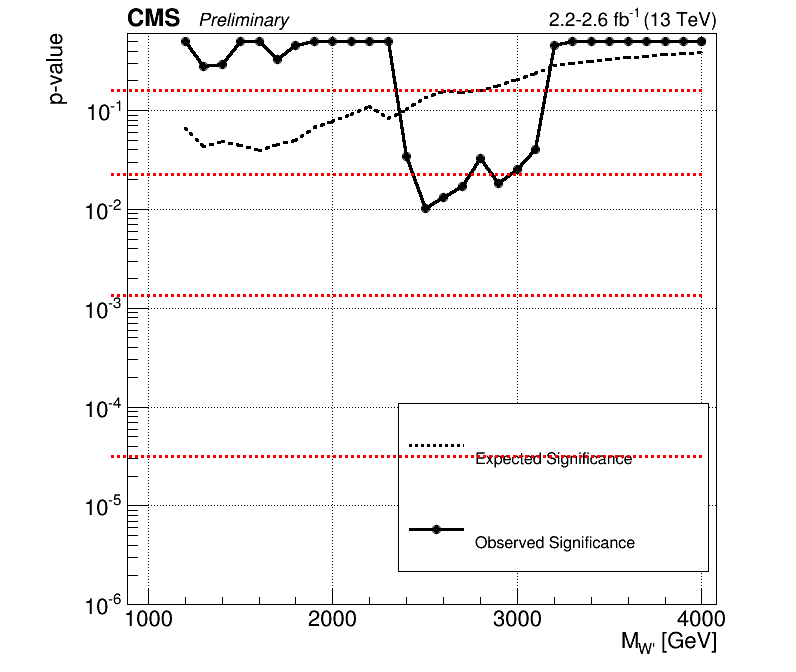 CMS Preliminary 2.2-2.6 fb⁻¹ (13 TeV)
p-value
10⁻¹
10⁻²
10⁻³
10⁻⁴
Expected Significance
10⁻⁵
Observed Significance
10⁻⁶
1000 2000 3000 4000
M_W' [GeV]